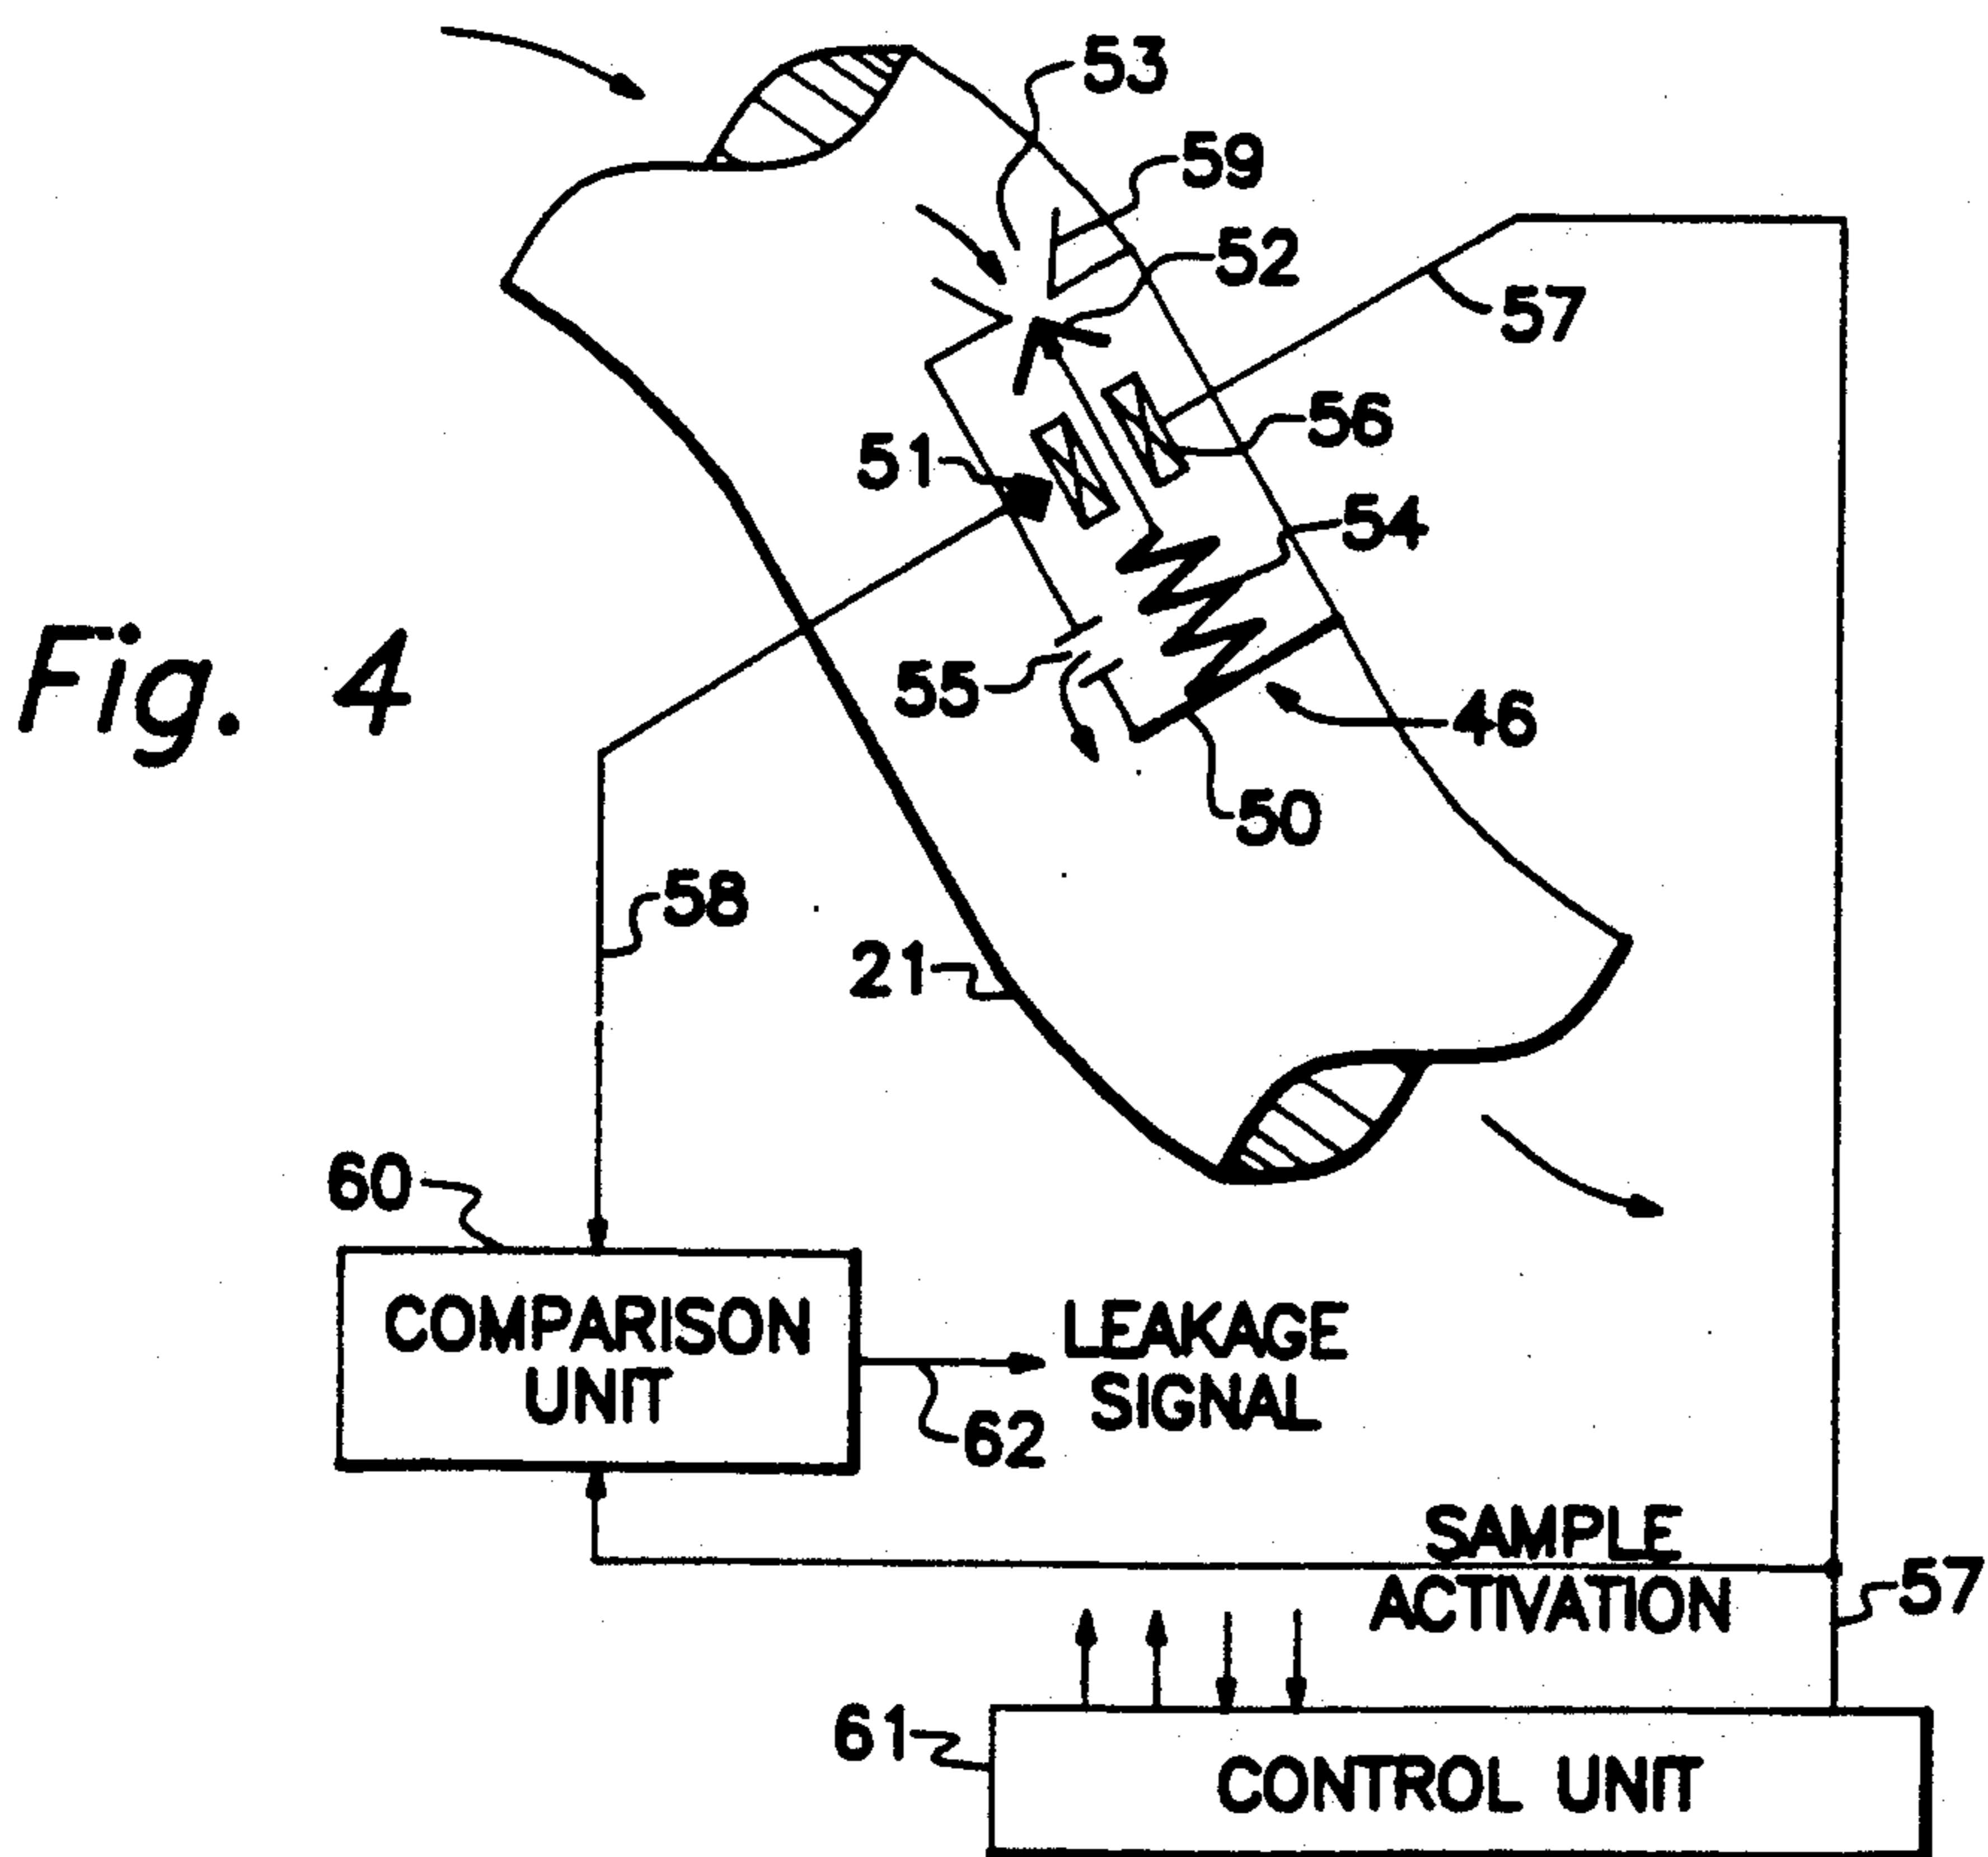 53
59
52
57
56
51
54
Fig. 4
55
46
50
58
21
60
COMPARISON
UNIT
LEAKAGE
SIGNAL
62
SAMPLE
ACTIVATION
57
61
CONTROL UNIT